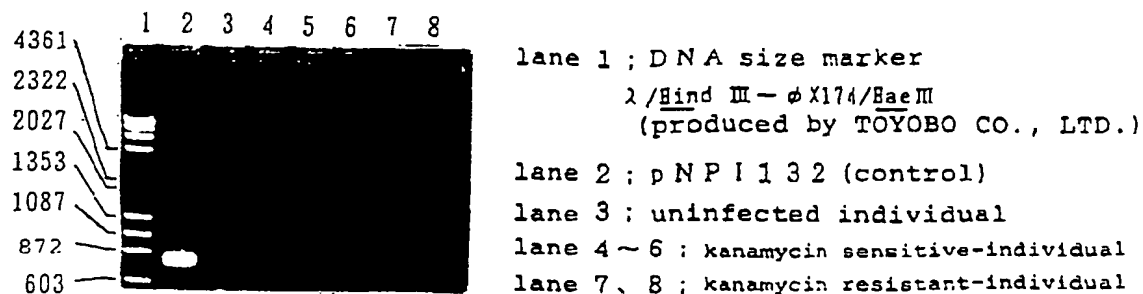 1 2 3 4 5 6 7 8
4361
2322
2027
1353
1087
872
603
lane 1 ; DNA size marker
λ/Hind III − φX174/Hae III
(produced by TOYOBO CO., LTD.)
lane 2 ; pNPI132 (control)
lane 3 ; uninfected individual
lane 4~6 ; kanamycin sensitive-individual
lane 7、8 ; kanamycin resistant-individual